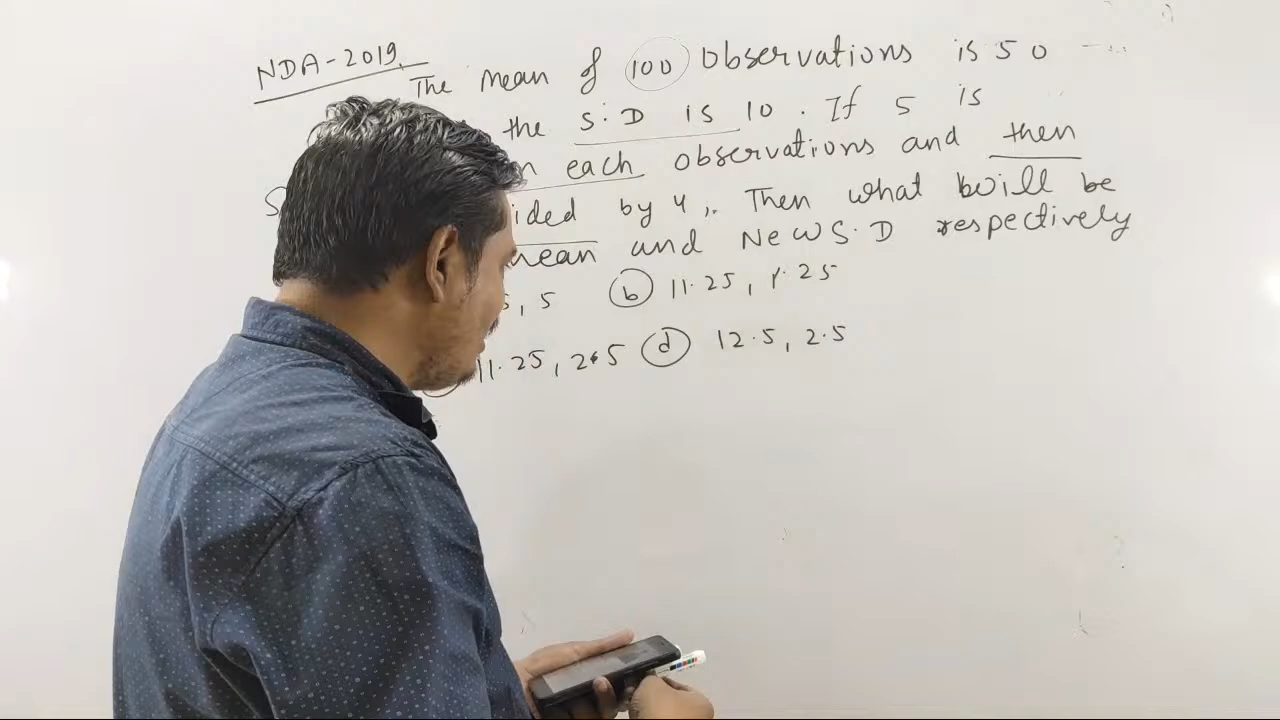 NDA-2019
The mean of 100 observations is 50
the S.D is 10. If 5 is
each observations and then
by 4, Then what will be
mean and New S.D respectively
, 5 (b) 11.25, 1.25
11.25, 2.5 (d) 12.5, 2.5